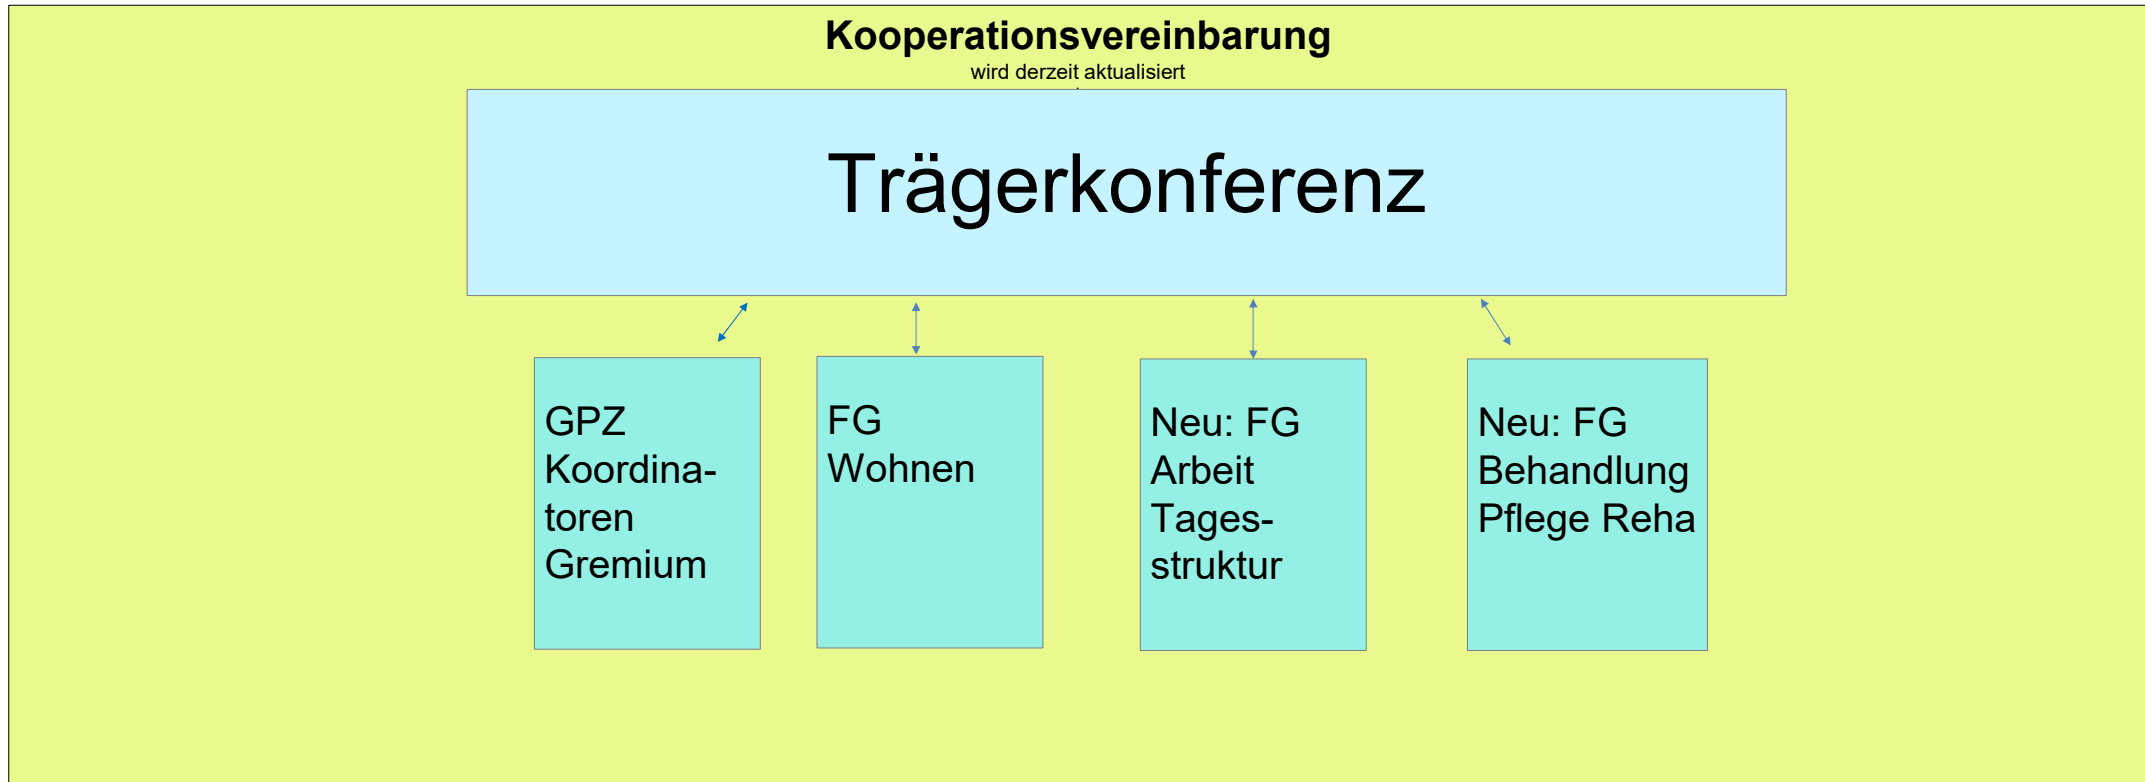 Kooperationsvereinbarung
wird derzeit aktualisiert
Trägerkonferenz
GPZ
Koordina-
toren
Gremium
FG
Wohnen
Neu: FG
Arbeit
Tages-
struktur
Neu: FG
Behandlung
Pflege Reha